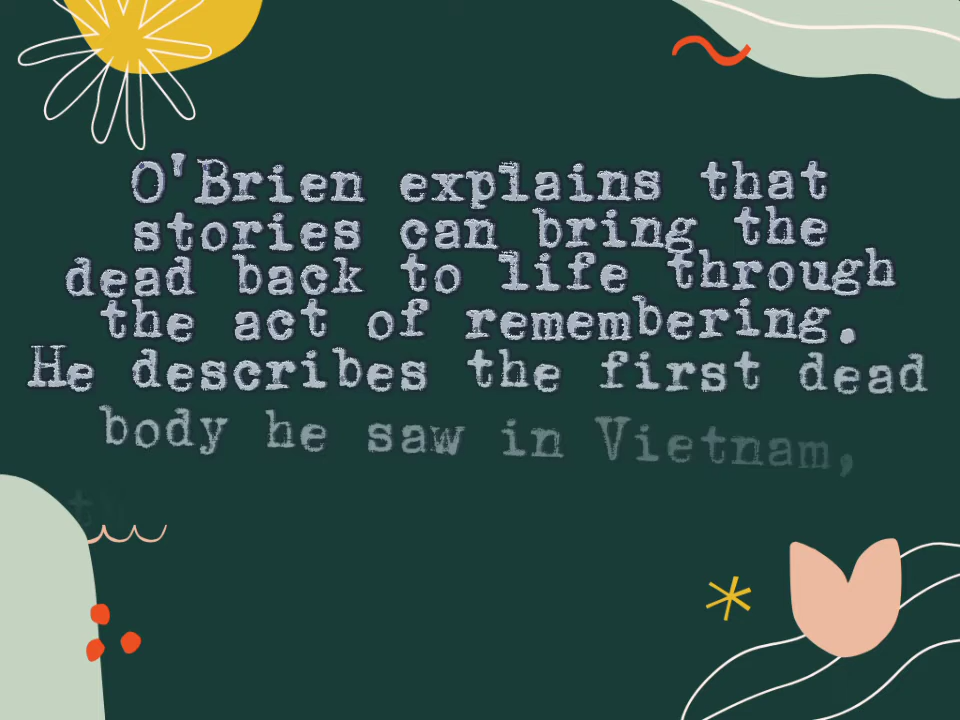 O'Brien explains that
stories can bring the
dead back to life through
the act of remembering.
He describes the first dead
body he saw in Vietnam,